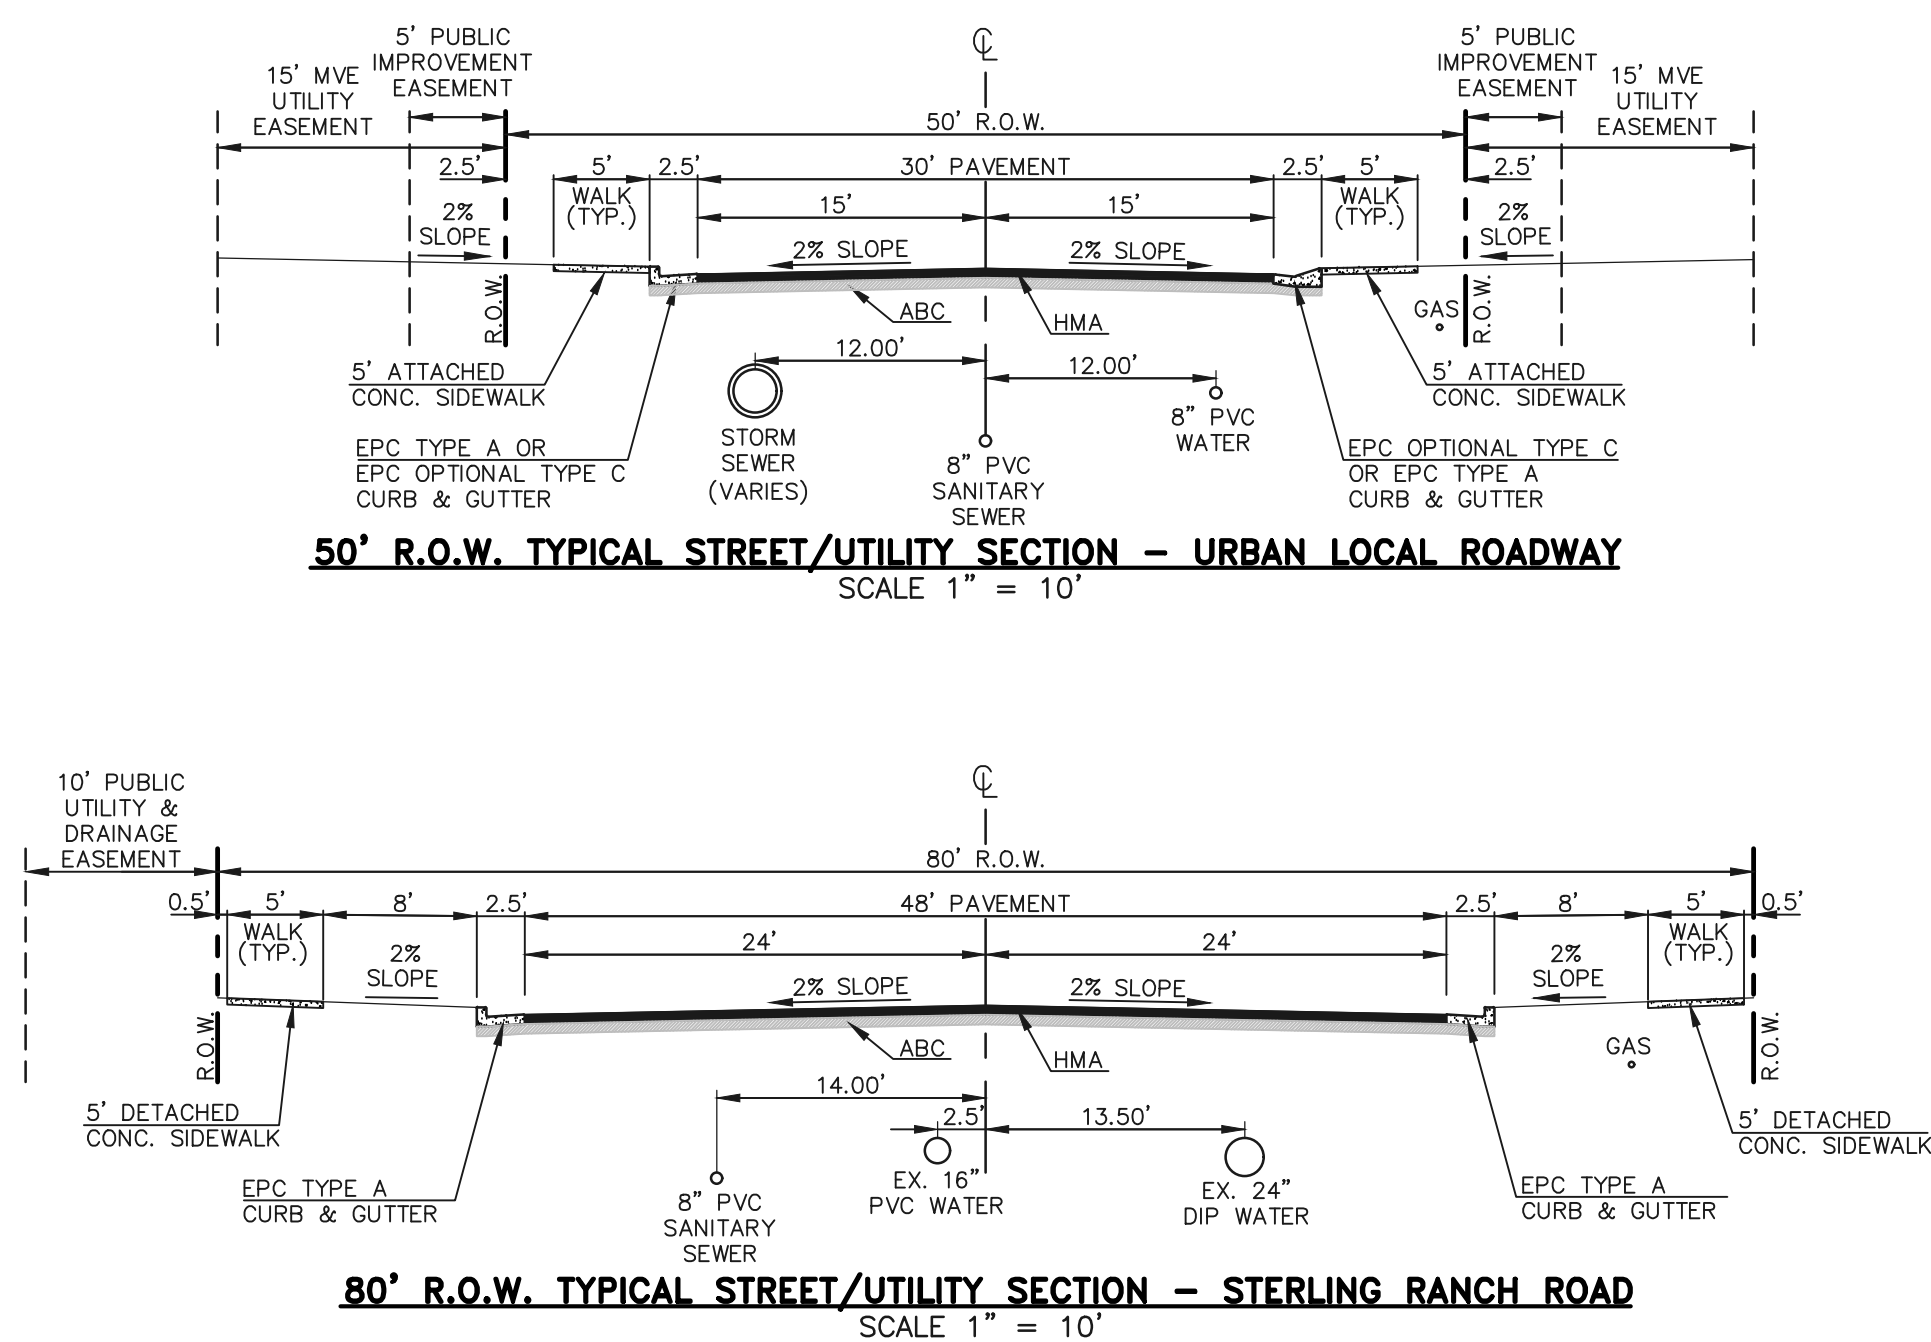 5' PUBLIC
IMPROVEMENT
EASEMENT
15' MVE
UTILITY
EASEMENT
℄
5' PUBLIC
IMPROVEMENT
EASEMENT
15' MVE
UTILITY
EASEMENT
50' R.O.W.
2.5'
5'
2.5'
30' PAVEMENT
2.5'
5'
2.5'
WALK
(TYP.)
15'
15'
WALK
(TYP.)
2%
SLOPE
2% SLOPE
2% SLOPE
2%
SLOPE
R.O.W.
ABC
HMA
GAS
R.O.W.
12.00'
12.00'
5' ATTACHED
CONC. SIDEWALK
5' ATTACHED
CONC. SIDEWALK
8" PVC
WATER
STORM
SEWER
(VARIES)
EPC TYPE A OR
EPC OPTIONAL TYPE C
CURB & GUTTER
8" PVC
SANITARY
SEWER
EPC OPTIONAL TYPE C
OR EPC TYPE A
CURB & GUTTER
50' R.O.W. TYPICAL STREET/UTILITY SECTION - URBAN LOCAL ROADWAY
SCALE 1" = 10'
10' PUBLIC
UTILITY &
DRAINAGE
EASEMENT
℄
80' R.O.W.
0.5'
5'
8'
2.5'
48' PAVEMENT
2.5'
8'
5'
0.5'
WALK
(TYP.)
24'
24'
WALK
(TYP.)
2%
SLOPE
2% SLOPE
2% SLOPE
2%
SLOPE
R.O.W.
ABC
HMA
GAS
R.O.W.
14.00'
2.5'
13.50'
5' DETACHED
CONC. SIDEWALK
5' DETACHED
CONC. SIDEWALK
EPC TYPE A
CURB & GUTTER
8" PVC
SANITARY
SEWER
EX. 16"
PVC WATER
EX. 24"
DIP WATER
EPC TYPE A
CURB & GUTTER
80' R.O.W. TYPICAL STREET/UTILITY SECTION - STERLING RANCH ROAD
SCALE 1" = 10'